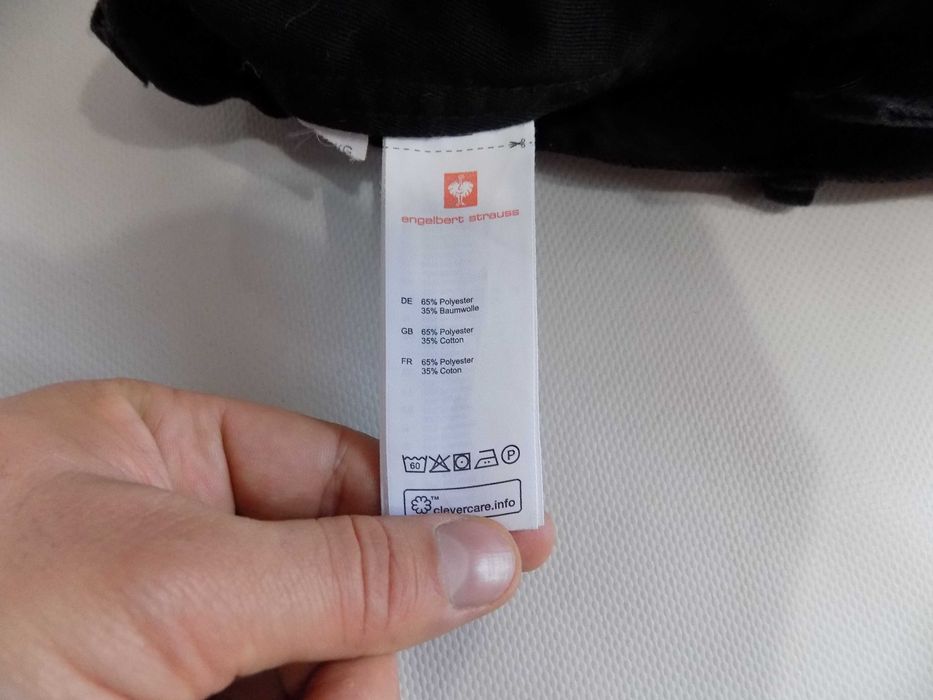 engelbert strauss
DE 65% Polyester
35% Baumwolle
GB 65% Polyester
35% Cotton
FR 65% Polyester
35% Coton
60 P
™
clevercare.info